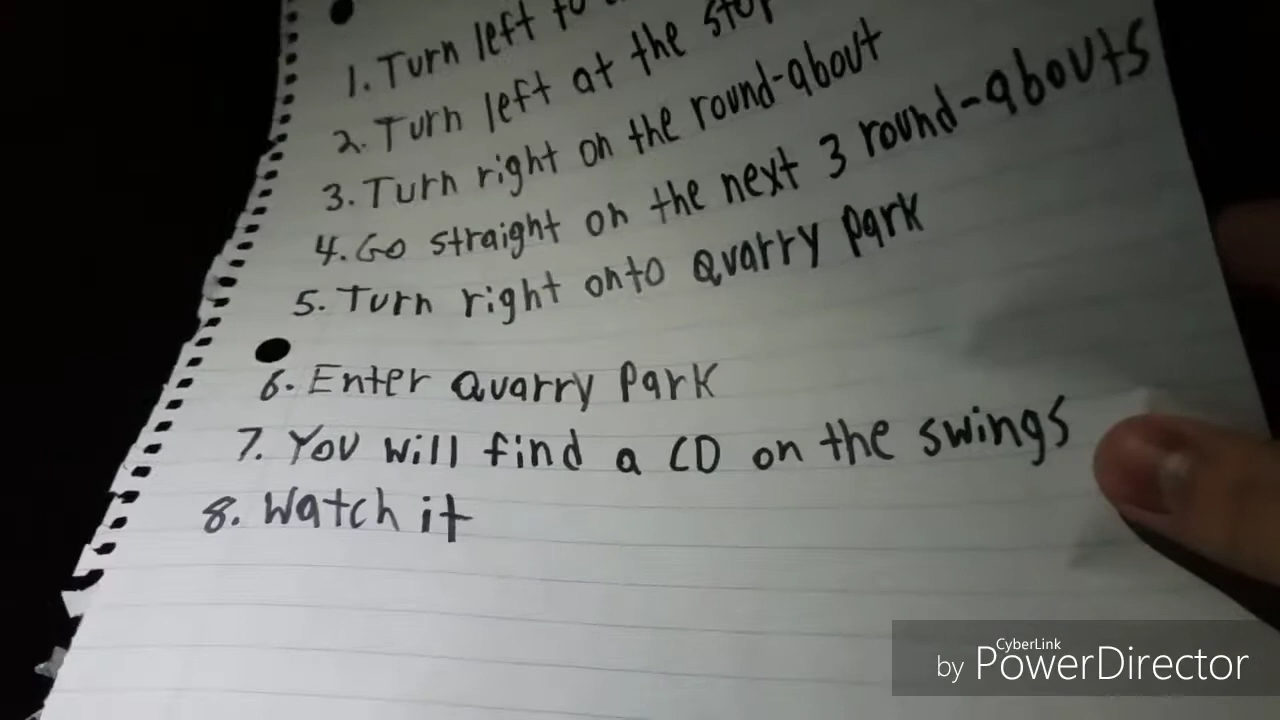 1. Turn left
2. Turn left at the
3. Turn right on the round-about
4. Go straight on the next 3 round-abouts
5. Turn right onto Quarry park
6. Enter Quarry Park
7. You will find a CD on the swings
8. Watch it
CyberLink
by PowerDirector